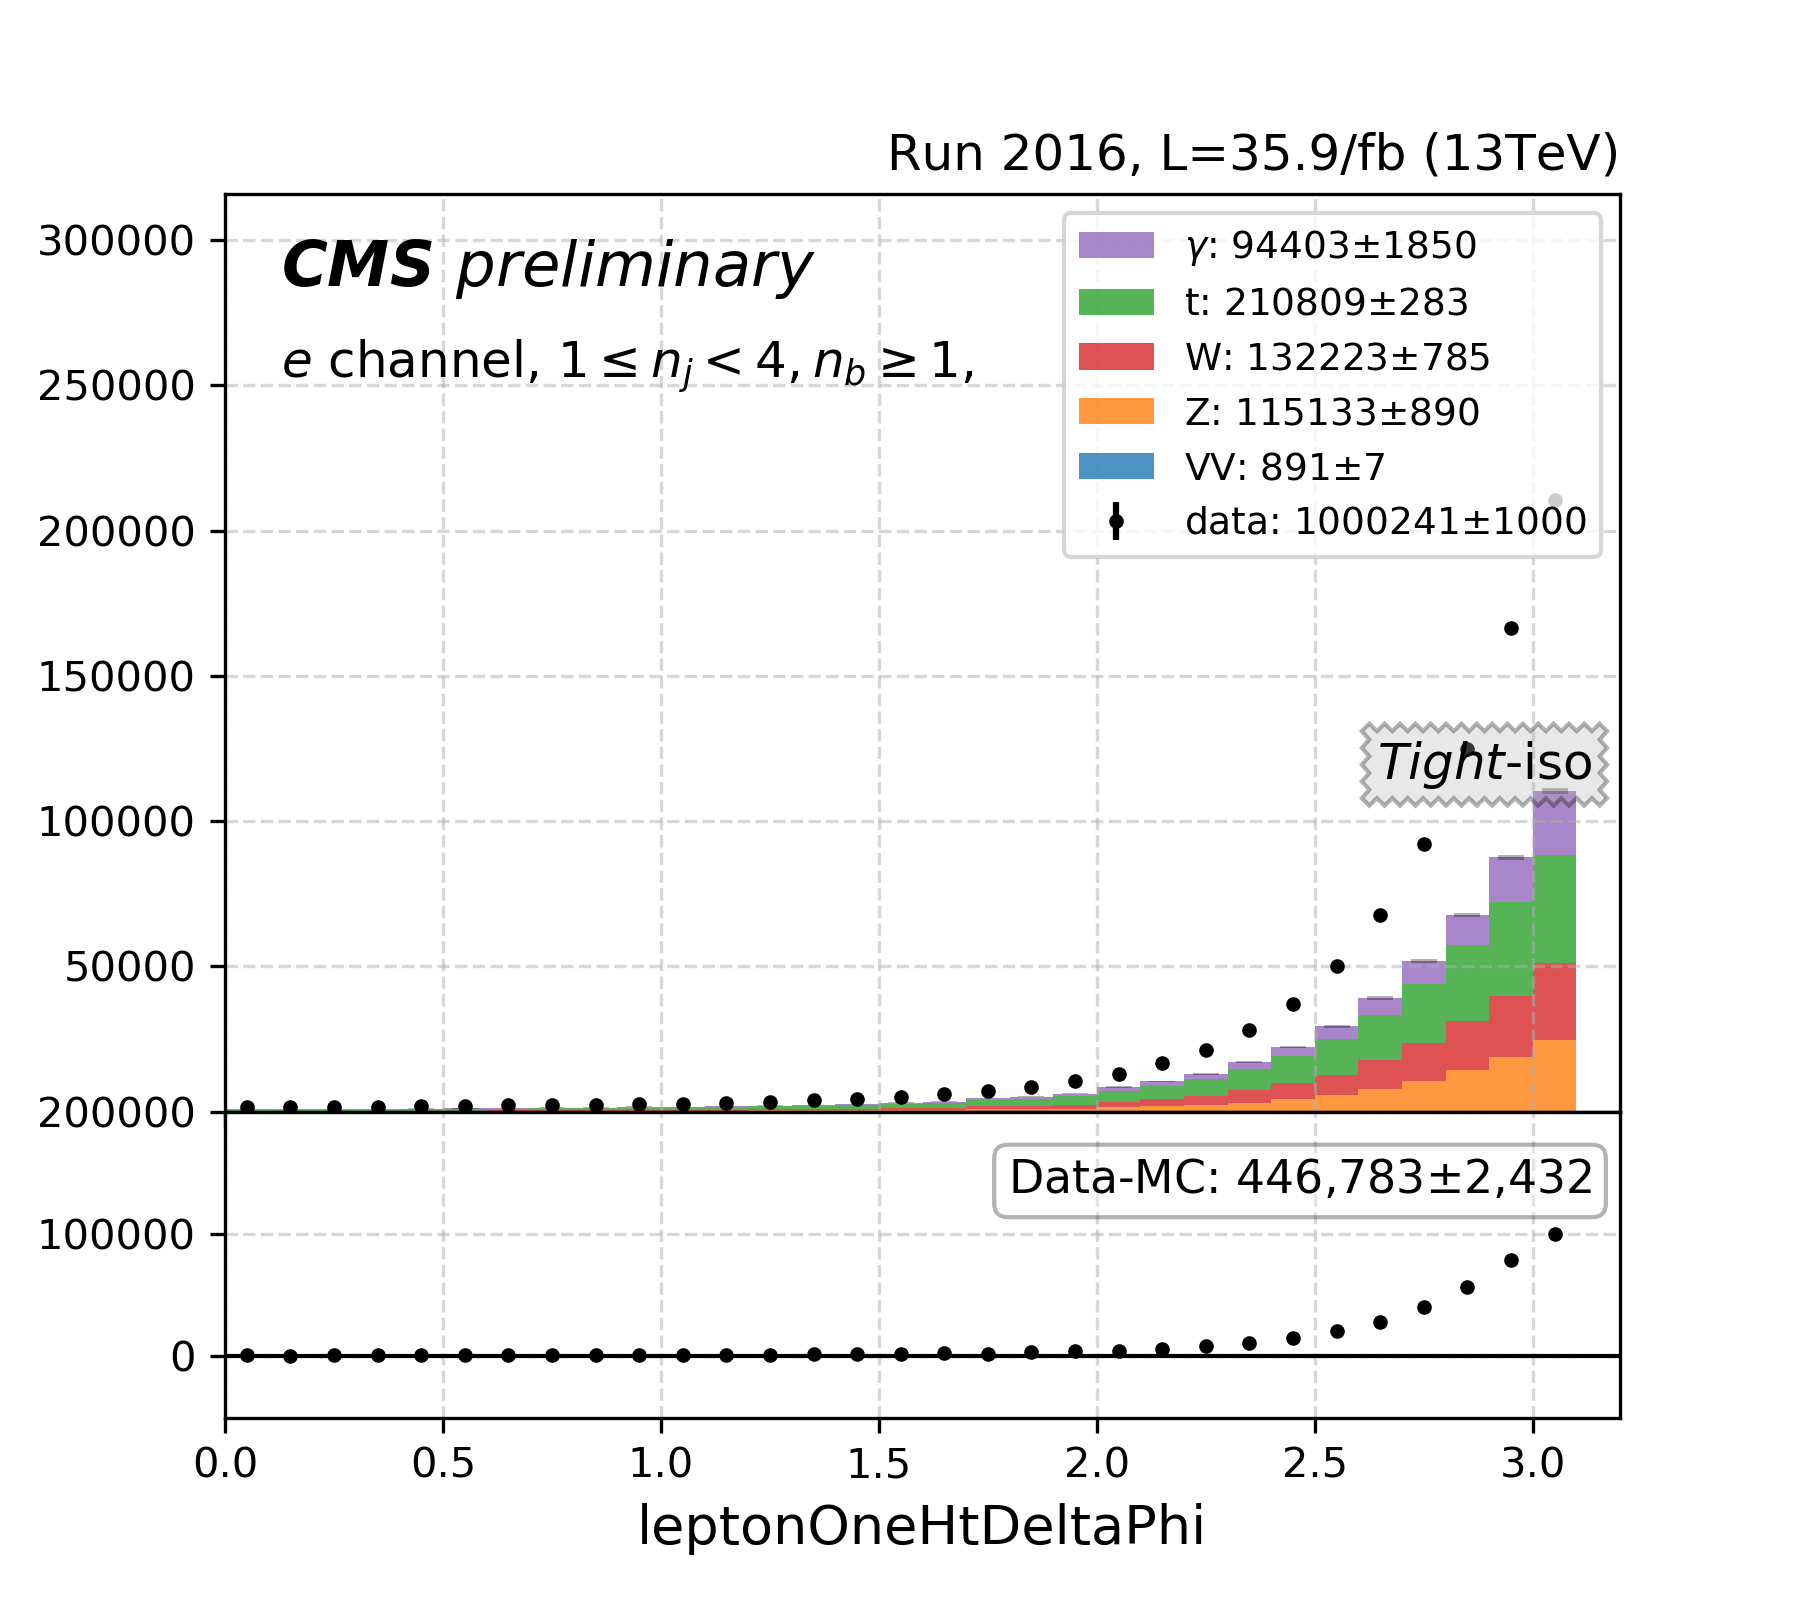 Run 2016, L=35.9/fb (13TeV)
CMS preliminary
e channel, 1 ≤ n_j < 4, n_b ≥ 1,
γ: 94403±1850
t: 210809±283
W: 132223±785
Z: 115133±890
VV: 891±7
data: 1000241±1000
300000
250000
200000
150000
100000
50000
Tight-iso
200000
100000
0
Data-MC: 446,783±2,432
0.0 0.5 1.0 1.5 2.0 2.5 3.0
leptonOneHtDeltaPhi